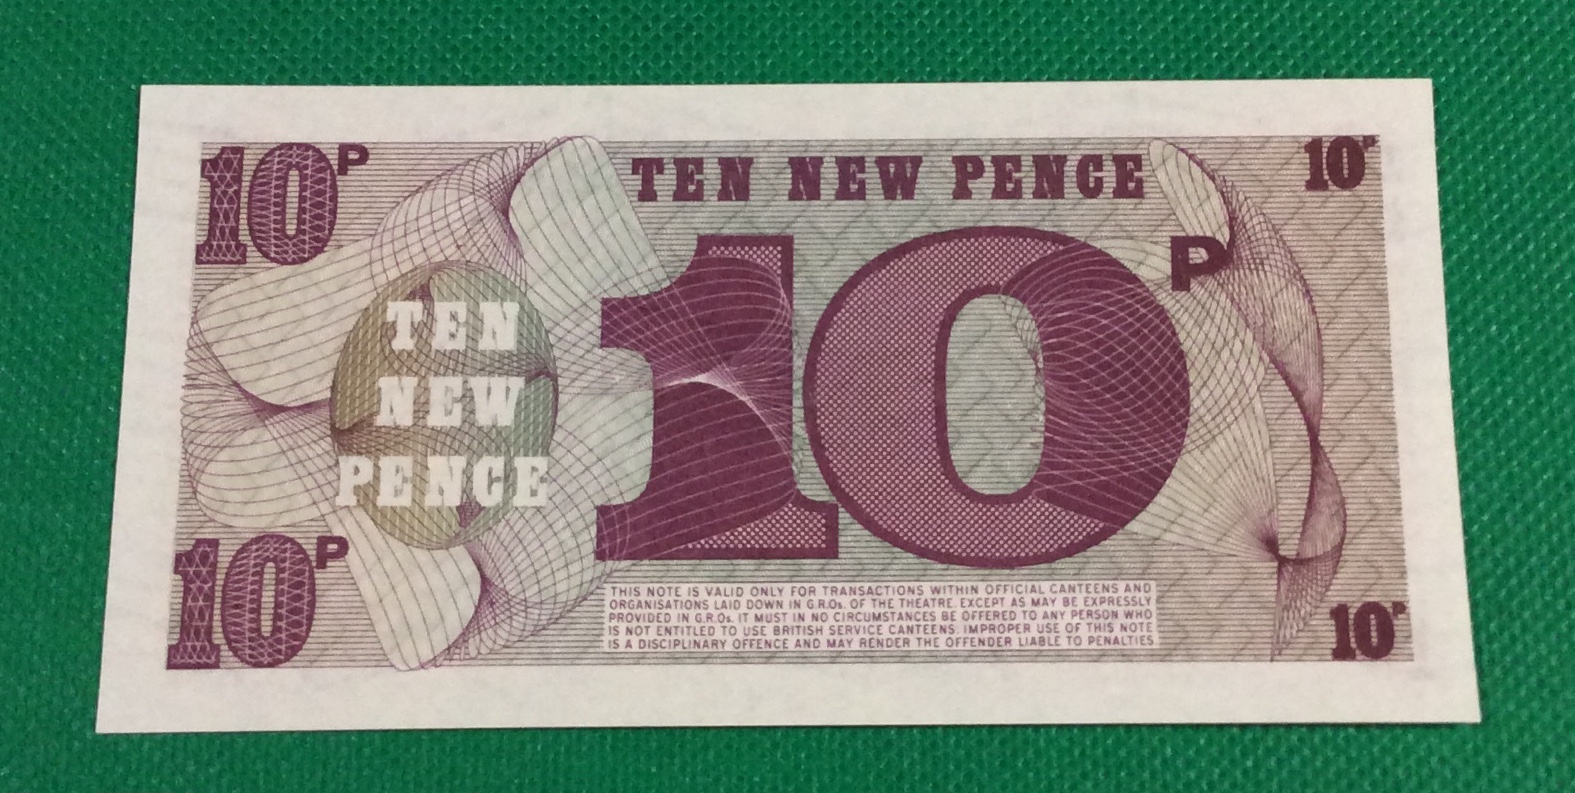 10P
TEN NEW PENCE
10P
TEN
NEW
PENCE
10P
10P
THIS NOTE IS VALID ONLY FOR TRANSACTIONS WITHIN OFFICIAL CANTEENS AND
ORGANISATIONS LAID DOWN IN G.R.Os. OF THE THEATRE. EXCEPT AS MAY BE EXPRESSLY
PROVIDED IN G.R.Os. IT MUST IN NO CIRCUMSTANCES BE OFFERED TO ANY PERSON WHO
IS NOT ENTITLED TO USE BRITISH SERVICE CANTEENS. IMPROPER USE OF THIS NOTE
IS A DISCIPLINARY OFFENCE AND MAY RENDER THE OFFENDER LIABLE TO PENALTIES
10P